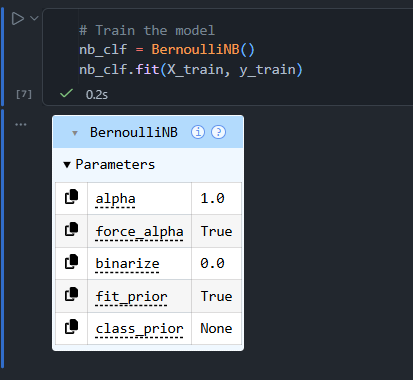 # Train the model
nb_clf = BernoulliNB()
nb_clf.fit(X_train, y_train)
[7]
0.2s
...
BernoulliNB
i
?
Parameters
alpha 1.0
force_alpha True
binarize 0.0
fit_prior True
class_prior None